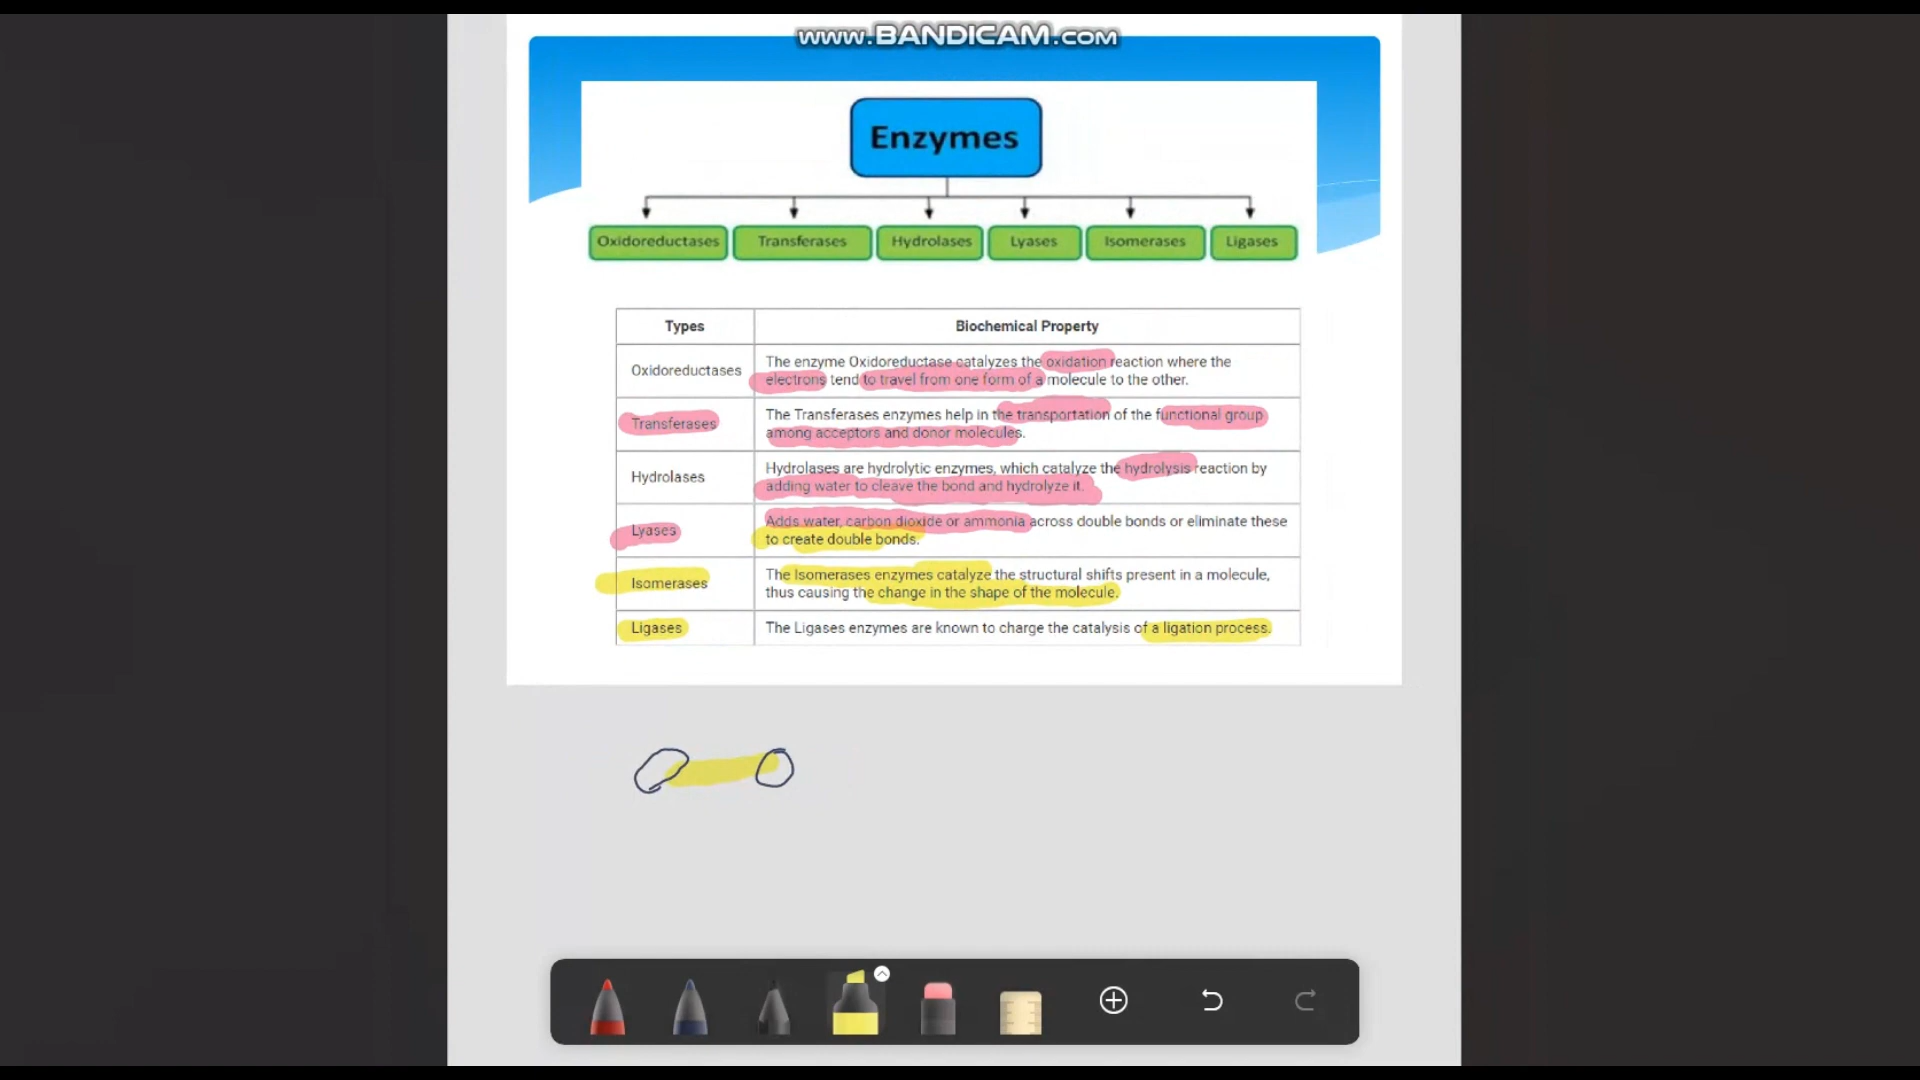 www.BANDICAM.com
Enzymes
Oxidoreductases Transferases Hydrolases Lyases Isomerases Ligases
Types Biochemical Property
Oxidoreductases
The enzyme Oxidoreductase catalyzes the oxidation reaction where the
electrons tend to travel from one form of a molecule to the other.
Transferases
The Transferases enzymes help in the transportation of the functional group
among acceptors and donor molecules.
Hydrolases
Hydrolases are hydrolytic enzymes, which catalyze the hydrolysis reaction by
adding water to cleave the bond and hydrolyze it.
Lyases
Adds water, carbon dioxide or ammonia across double bonds or eliminate these
to create double bonds.
Isomerases
The Isomerases enzymes catalyze the structural shifts present in a molecule,
thus causing the change in the shape of the molecule.
Ligases
The Ligases enzymes are known to charge the catalysis of a ligation process.